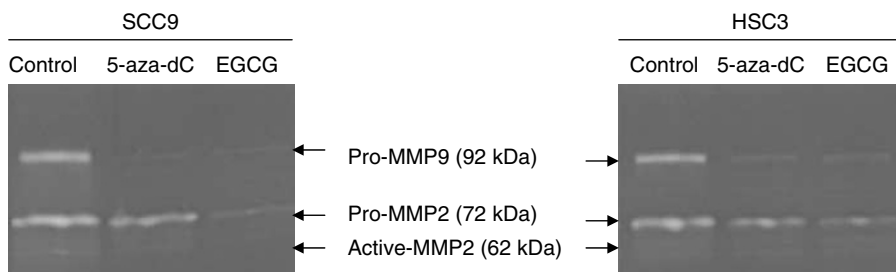 SCC9
HSC3
Control 5-aza-dC EGCG
Control 5-aza-dC EGCG
Pro-MMP9 (92 kDa)
Pro-MMP2 (72 kDa)
Active-MMP2 (62 kDa)